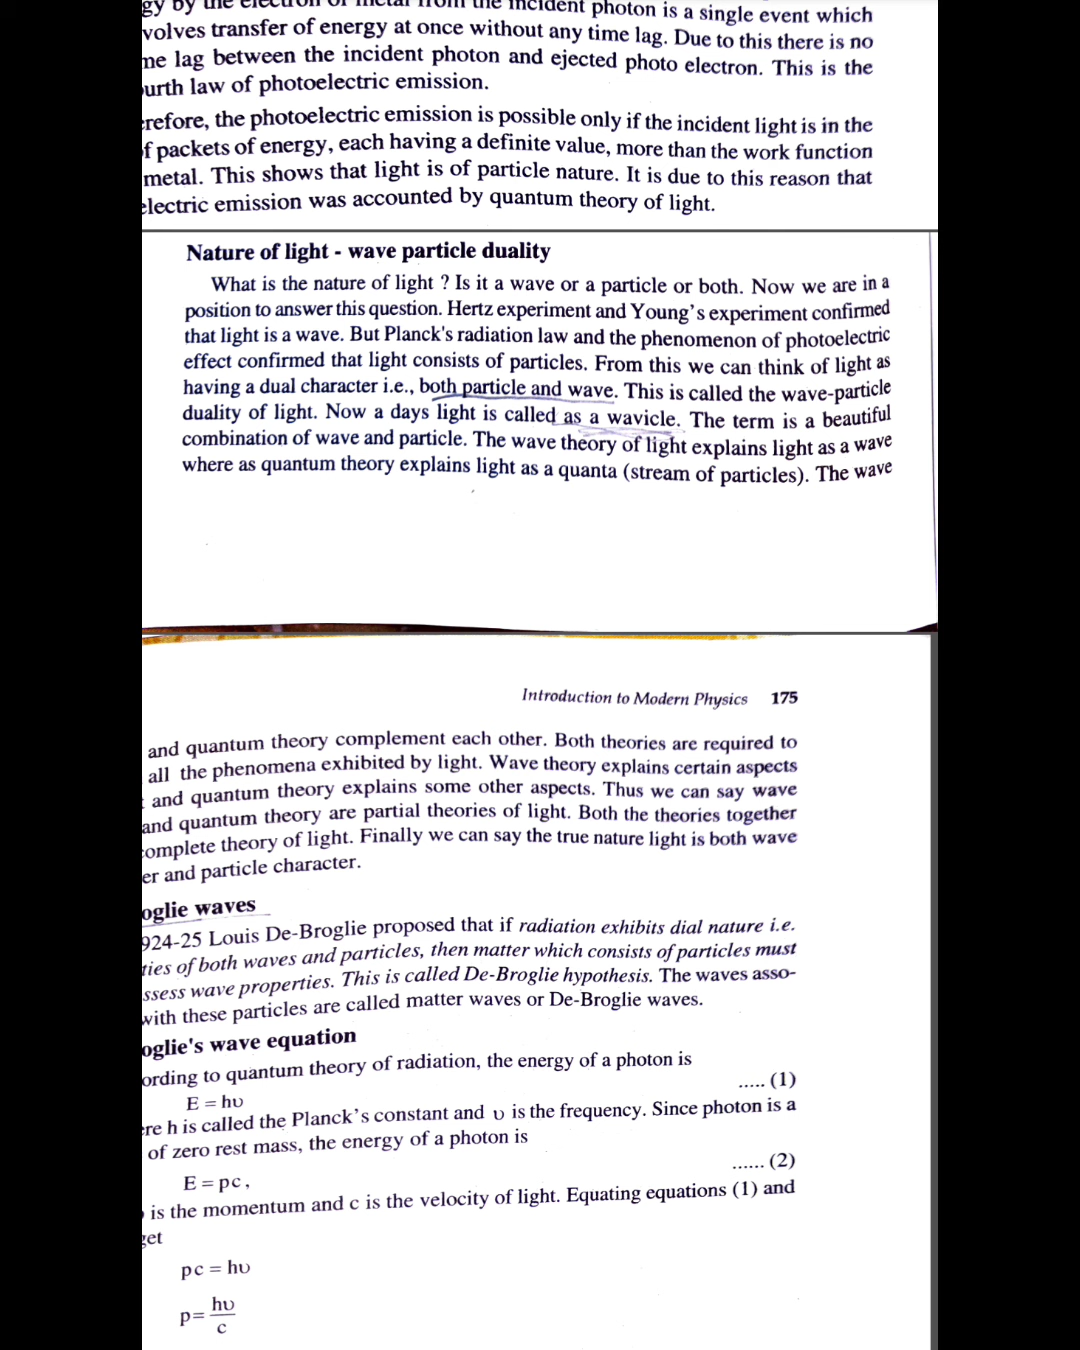 gy by the electron of metal from the incident photon is a single event which
volves transfer of energy at once without any time lag. Due to this there is no
me lag between the incident photon and ejected photo electron. This is the
urth law of photoelectric emission.
refore, the photoelectric emission is possible only if the incident light is in the
f packets of energy, each having a definite value, more than the work function
metal. This shows that light is of particle nature. It is due to this reason that
electric emission was accounted by quantum theory of light.
Nature of light - wave particle duality
What is the nature of light ? Is it a wave or a particle or both. Now we are in a
position to answer this question. Hertz experiment and Young's experiment confirmed
that light is a wave. But Planck's radiation law and the phenomenon of photoelectric
effect confirmed that light consists of particles. From this we can think of light as
having a dual character i.e., both particle and wave. This is called the wave-particle
duality of light. Now a days light is called as a wavicle. The term is a beautiful
combination of wave and particle. The wave theory of light explains light as a wave
where as quantum theory explains light as a quanta (stream of particles). The wave
Introduction to Modern Physics 175
and quantum theory complement each other. Both theories are required to
all the phenomena exhibited by light. Wave theory explains certain aspects
and quantum theory explains some other aspects. Thus we can say wave
and quantum theory are partial theories of light. Both the theories together
complete theory of light. Finally we can say the true nature light is both wave
er and particle character.
oglie waves
924-25 Louis De-Broglie proposed that if radiation exhibits dial nature i.e.
ties of both waves and particles, then matter which consists of particles must
ssess wave properties. This is called De-Broglie hypothesis. The waves asso-
with these particles are called matter waves or De-Broglie waves.
oglie's wave equation
ording to quantum theory of radiation, the energy of a photon is
E = hυ ..... (1)
ere h is called the Planck's constant and υ is the frequency. Since photon is a
of zero rest mass, the energy of a photon is
E = pc, ...... (2)
is the momentum and c is the velocity of light. Equating equations (1) and
get
pc = hυ
p = hυ/c